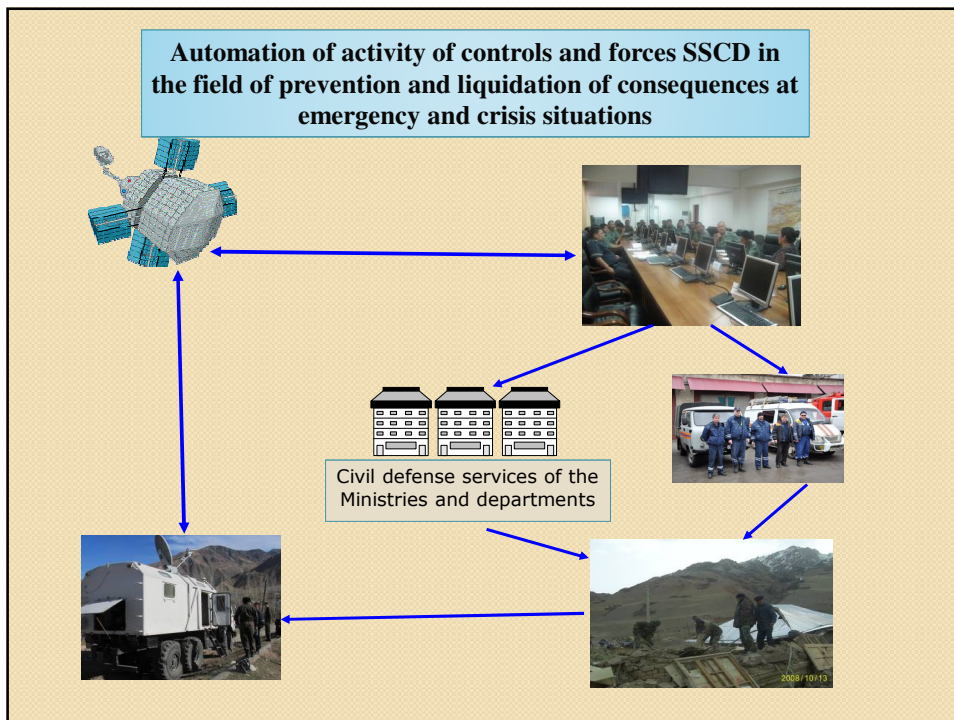 Automation of activity of controls and forces SSCD in
the field of prevention and liquidation of consequences at
emergency and crisis situations
Civil defense services of the
Ministries and departments
2008/10/13